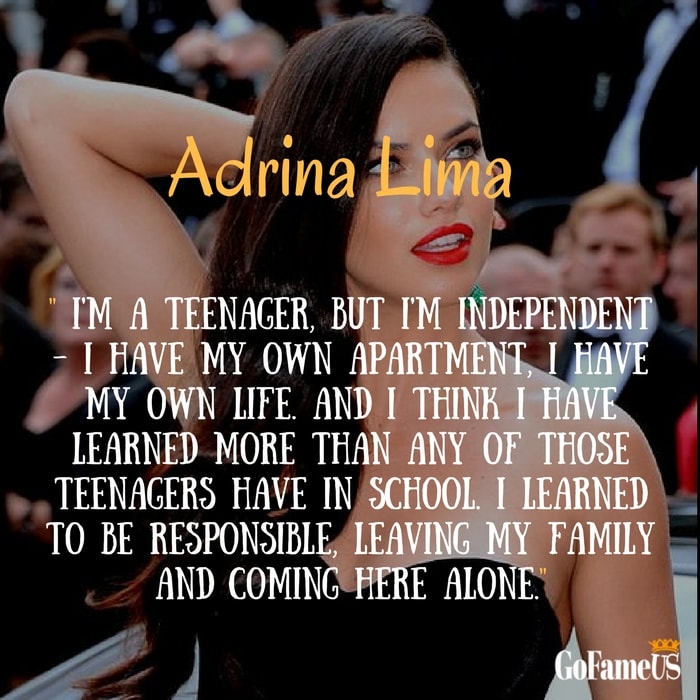 Adrina Lima
" I'M A TEENAGER, BUT I'M INDEPENDENT
- I HAVE MY OWN APARTMENT, I HAVE
MY OWN LIFE. AND I THINK I HAVE
LEARNED MORE THAN ANY OF THOSE
TEENAGERS HAVE IN SCHOOL. I LEARNED
TO BE RESPONSIBLE, LEAVING MY FAMILY
AND COMING HERE ALONE."
GoFameUS